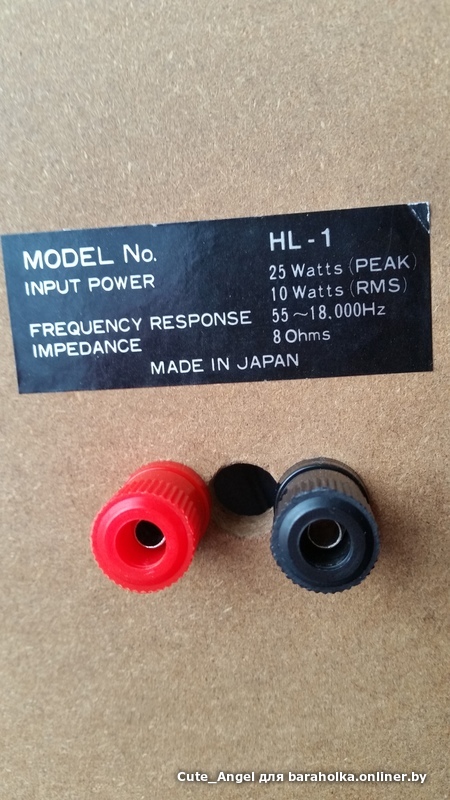 MODEL No. HL-1
INPUT POWER 25 Watts (PEAK)
10 Watts (RMS)
FREQUENCY RESPONSE 55~18.000Hz
IMPEDANCE 8 Ohms
MADE IN JAPAN
Cute_Angel для baraholka.onliner.by